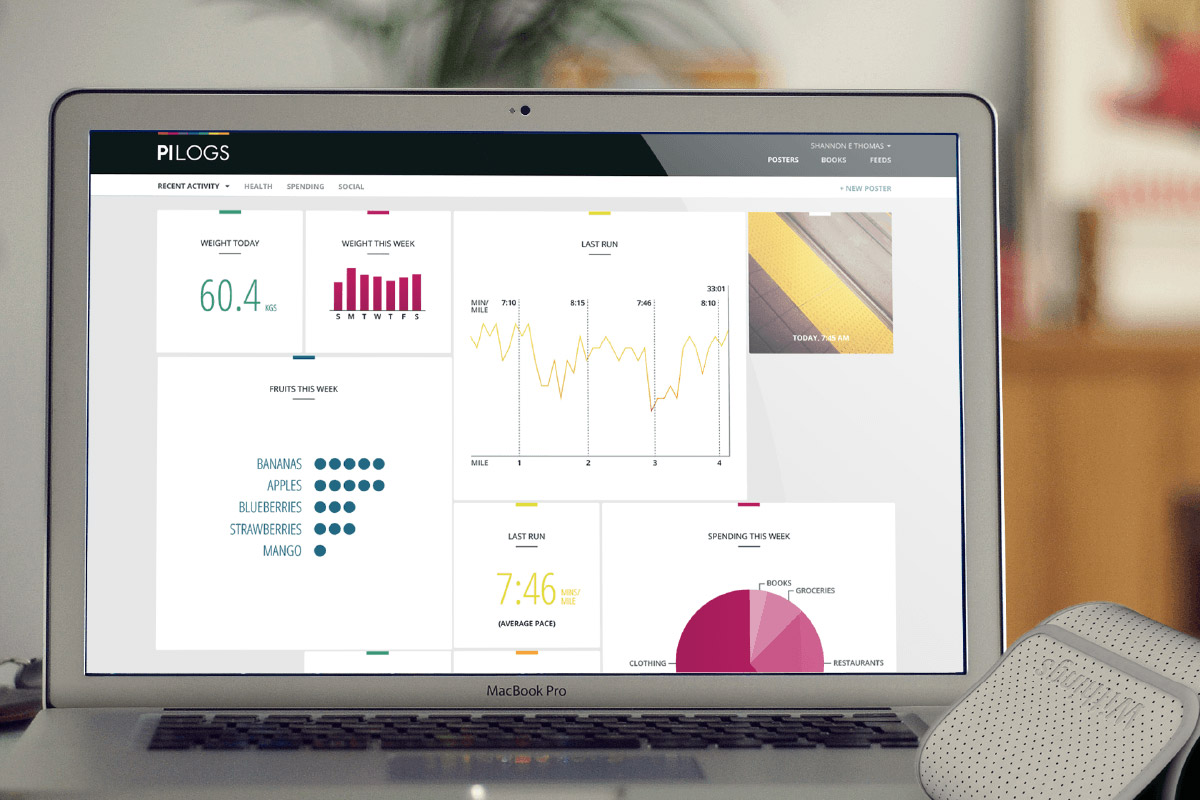 PILOGS
SHANNON E THOMAS
POSTERS BOOKS FEEDS
RECENT ACTIVITY HEALTH SPENDING SOCIAL
+ NEW POSTER
WEIGHT TODAY
60.4 KGS
WEIGHT THIS WEEK
S M T W T F S
LAST RUN
33:01
MIN/
MILE
7:10 8:15 7:46 8:10
MILE 1 2 3 4
TODAY, 7:45 AM
FRUITS THIS WEEK
BANANAS
APPLES
BLUEBERRIES
STRAWBERRIES
MANGO
LAST RUN
7:46 MINS/
MILE
(AVERAGE PACE)
SPENDING THIS WEEK
BOOKS
GROCERIES
CLOTHING
RESTAURANTS
MacBook Pro